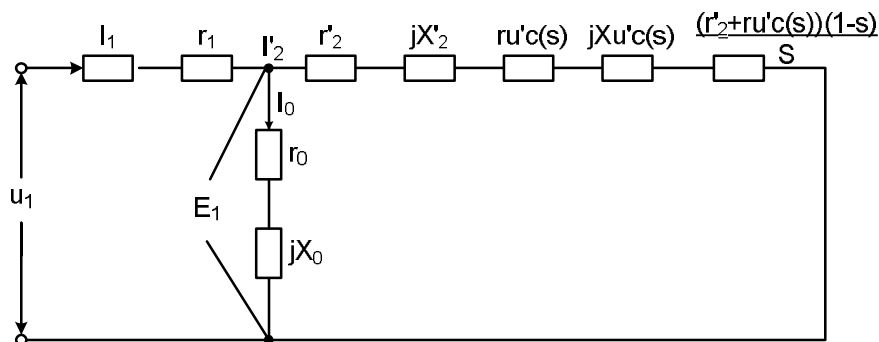 I1
r1
I'2
r'2
jX'2
ru'c(s)
jXu'c(s)
(r'2+ru'c(s))(1-s)
S
I0
r0
u1
E1
jX0